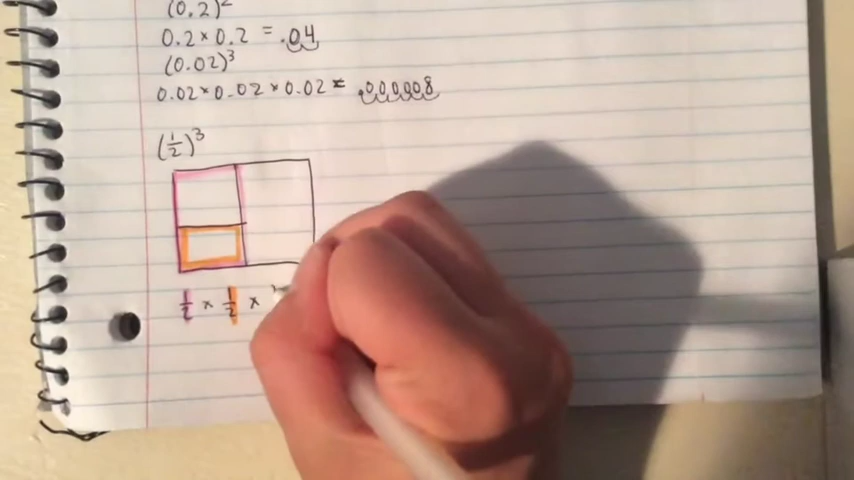 (0.2)²
0.2 × 0.2 = .04
(0.02)³
0.02 × 0.02 × 0.02 = .000008
(1/2)³
1/2 × 1/2 ×